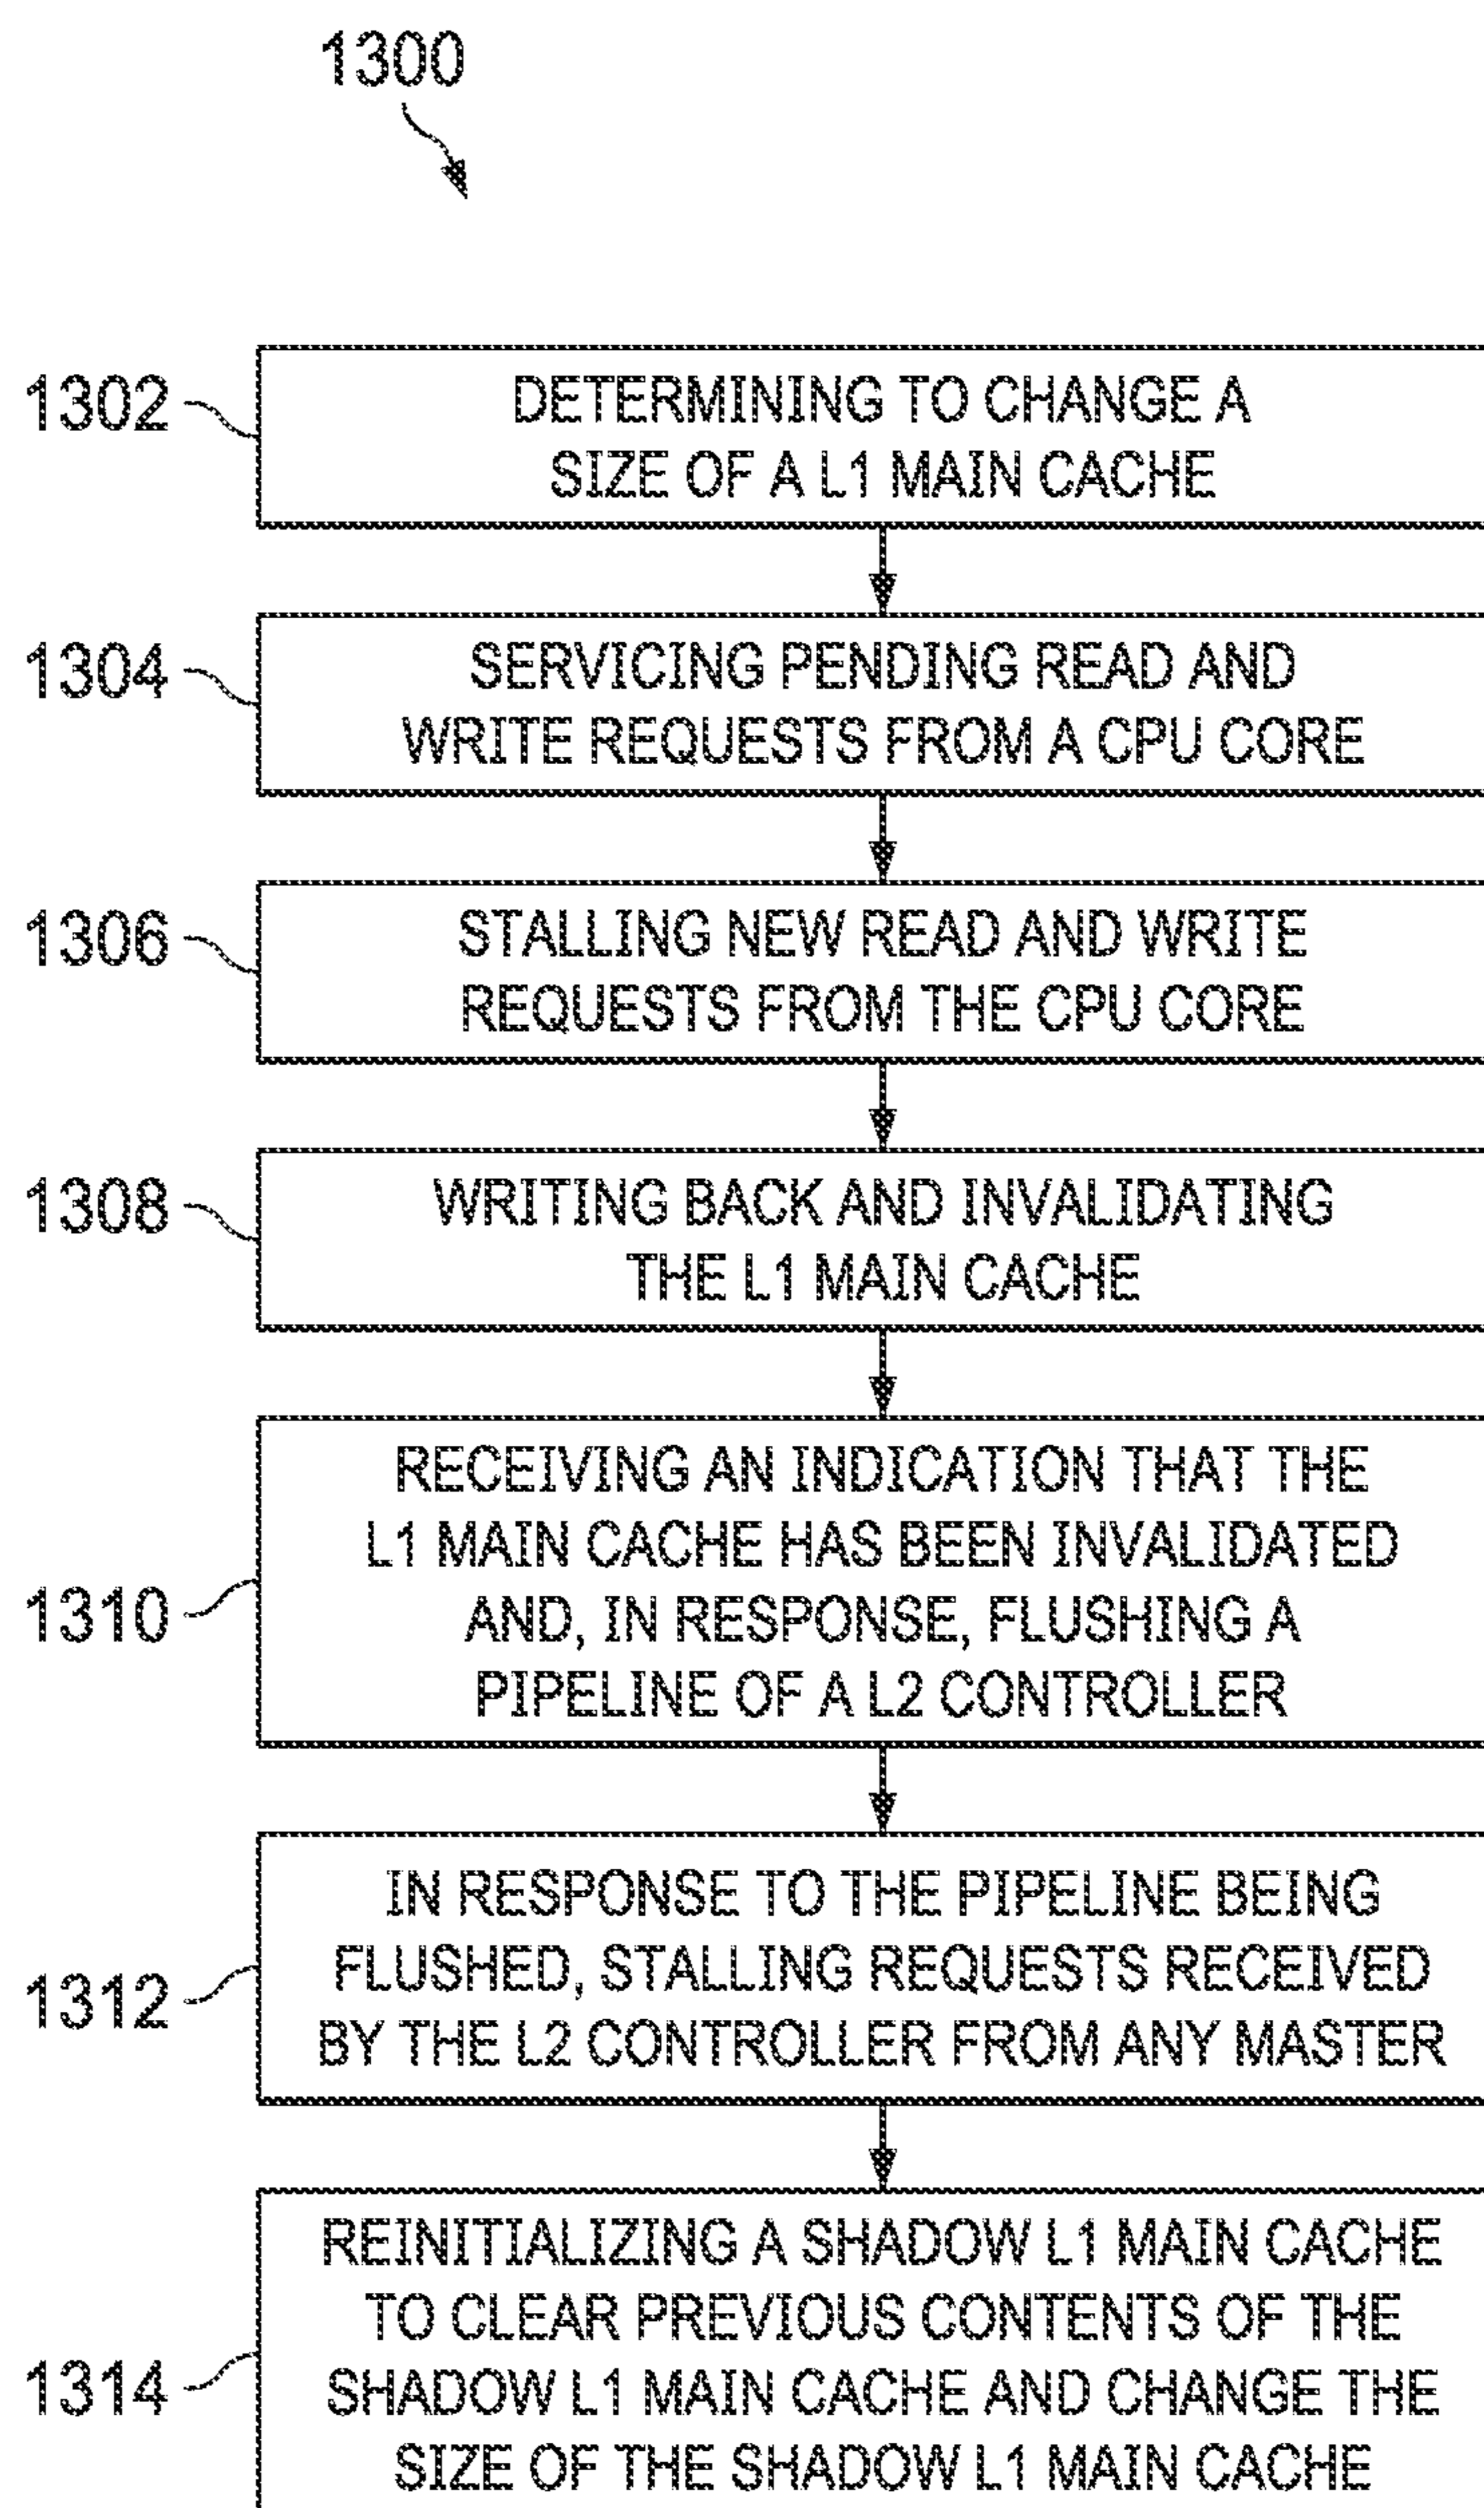 1300
1302
DETERMINING TO CHANGE A
SIZE OF A L1 MAIN CACHE
1304
SERVICING PENDING READ AND
WRITE REQUESTS FROM A CPU CORE
1306
STALLING NEW READ AND WRITE
REQUESTS FROM THE CPU CORE
1308
WRITING BACK AND INVALIDATING
THE L1 MAIN CACHE
1310
RECEIVING AN INDICATION THAT THE
L1 MAIN CACHE HAS BEEN INVALIDATED
AND, IN RESPONSE, FLUSHING A
PIPELINE OF A L2 CONTROLLER
1312
IN RESPONSE TO THE PIPELINE BEING
FLUSHED, STALLING REQUESTS RECEIVED
BY THE L2 CONTROLLER FROM ANY MASTER
1314
REINITIALIZING A SHADOW L1 MAIN CACHE
TO CLEAR PREVIOUS CONTENTS OF THE
SHADOW L1 MAIN CACHE AND CHANGE THE
SIZE OF THE SHADOW L1 MAIN CACHE